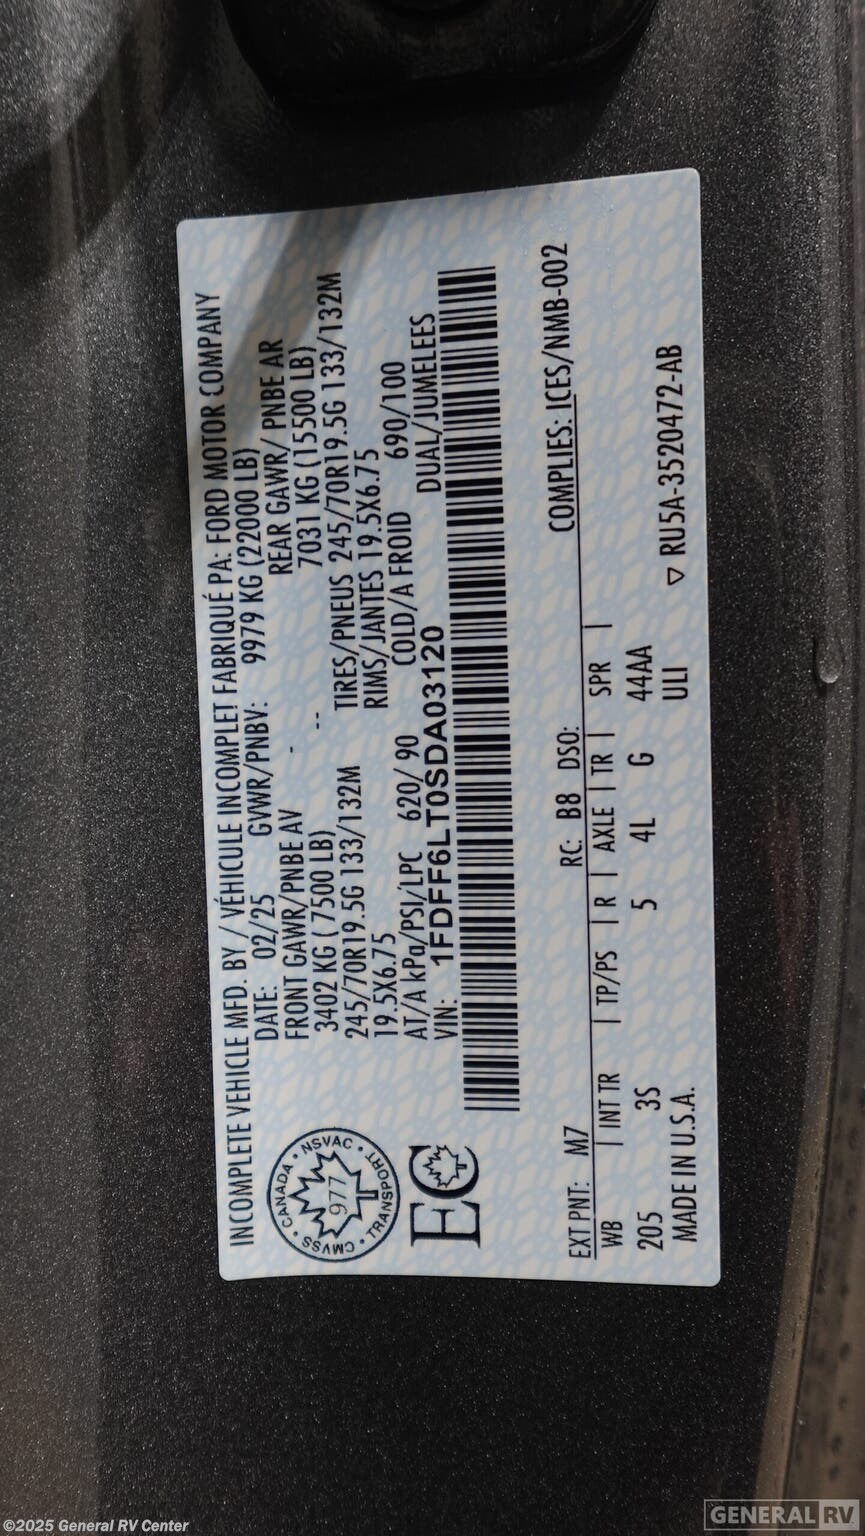 INCOMPLETE VEHICLE MFD. BY / VÉHICULE INCOMPLET FABRIQUÉ PA: FORD MOTOR COMPANY
DATE: 02/25 GVWR/PNBV: 9979 KG (22000 LB)
FRONT GAWR/PNBE AV - REAR GAWR/ PNBE AR
3402 KG ( 7500 LB) -- 7031 KG (15500 LB)
245/70R19.5G 133/132M TIRES/PNEUS 245/70R19.5G 133/132M
19.5X6.75 RIMS/JANTES 19.5X6.75
AT/A kPa/PSI/LPC 620/ 90 COLD/A FROID 690/100
VIN: 1FDFF6LT0SDA03120 DUAL/JUMELEES
CANADA • NSVAC • TRANSPORT • CMVSS •
977
EC
COMPLIES: ICES/NMB-002
EXT PNT: M7 RC: B8 DSO:
WB | INT TR | TP/PS | R | AXLE | TR | SPR |
205 3S 5 4L G 44AA
MADE IN U.S.A. ULI ▽ RU5A-3520472-AB
©2025 General RV Center
GENERAL RV